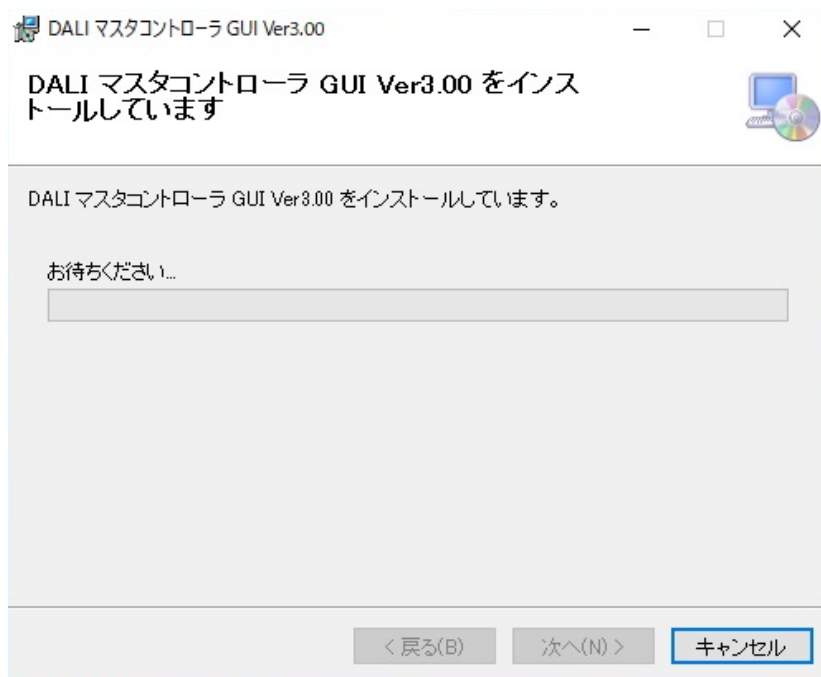 DALI マスタコントローラ GUI Ver3.00
DALI マスタコントローラ GUI Ver3.00 をインス
トールしています
DALI マスタコントローラ GUI Ver3.00 をインストールしています。
お待ちください...
< 戻る(B)
次へ(N) >
キャンセル